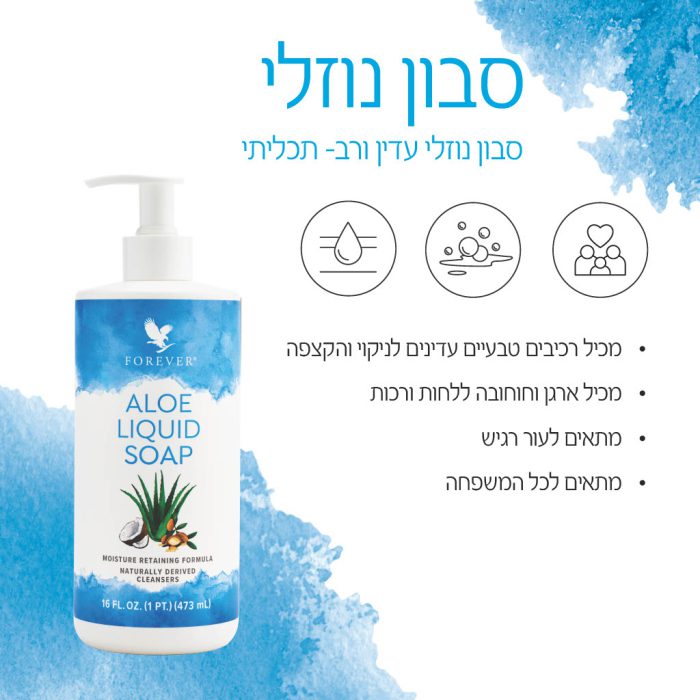 סבון נוזלי
סבון נוזלי עדין ורב- תכליתי
• מכיל רכיבים טבעיים עדינים לניקוי והקצפה
• מכיל ארגן וחוחובה ללחות ורכות
• מתאים לעור רגיש
• מתאים לכל המשפחה
FOREVER®
ALOE
LIQUID
SOAP
MOISTURE RETAINING FORMULA
NATURALLY DERIVED
CLEANSERS
16 FL. OZ. (1 PT.) (473 mL)